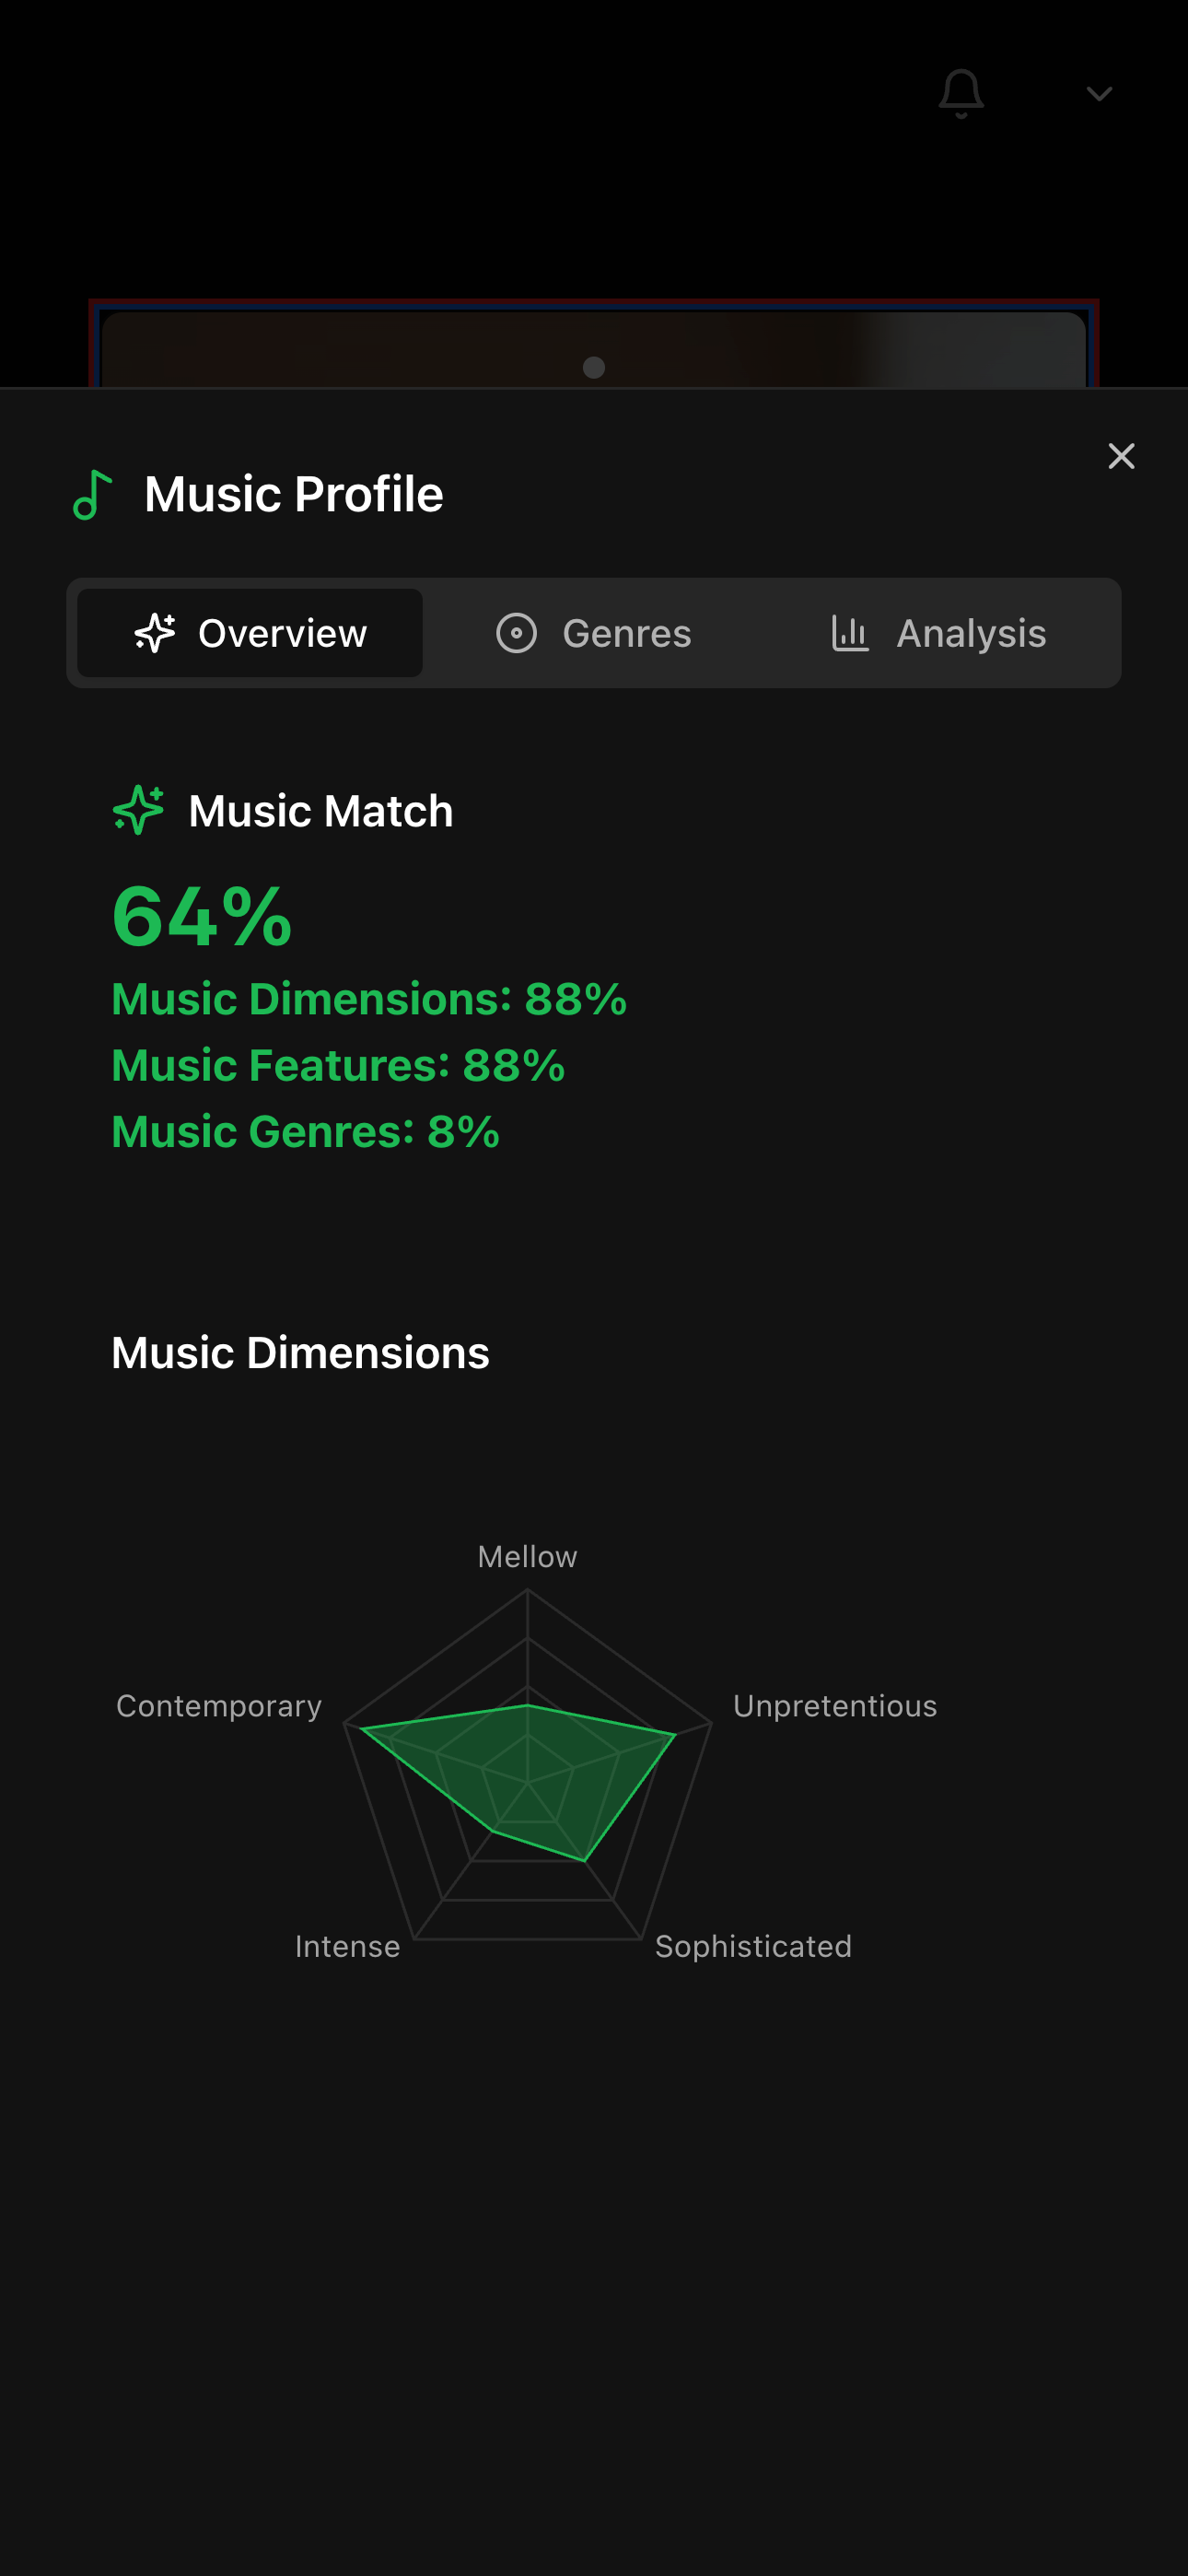 Music Profile
Overview
Genres
Analysis
Music Match
64%
Music Dimensions: 88%
Music Features: 88%
Music Genres: 8%
Music Dimensions
Mellow
Contemporary
Unpretentious
Intense
Sophisticated